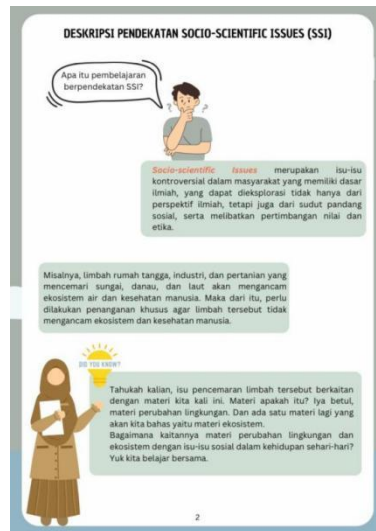 DESKRIPSI PENDEKATAN SOCIO-SCIENTIFIC ISSUES (SSI)
Apa itu pembelajaran
berpendekatan SSI?
Socio-scientific Issues merupakan isu-isu
kontroversial dalam masyarakat yang memiliki dasar
ilmiah, yang dapat dieksplorasi tidak hanya dari
perspektif ilmiah, tetapi juga dari sudut pandang
sosial, serta melibatkan pertimbangan nilai dan
etika.
Misalnya, limbah rumah tangga, industri, dan pertanian yang
mencemari sungai, danau, dan laut akan mengancam
ekosistem air dan kesehatan manusia. Maka dari itu, perlu
dilakukan penanganan khusus agar limbah tersebut tidak
mengancam ekosistem dan kesehatan manusia.
DID YOU KNOW?
Tahukah kalian, isu pencemaran limbah tersebut berkaitan
dengan materi kita kali ini. Materi apakah itu? Iya betul,
materi perubahan lingkungan. Dan ada satu materi lagi yang
akan kita bahas yaitu materi ekosistem.
Bagaimana kaitannya materi perubahan lingkungan dan
ekosistem dengan isu-isu sosial dalam kehidupan sehari-hari?
Yuk kita belajar bersama.
2